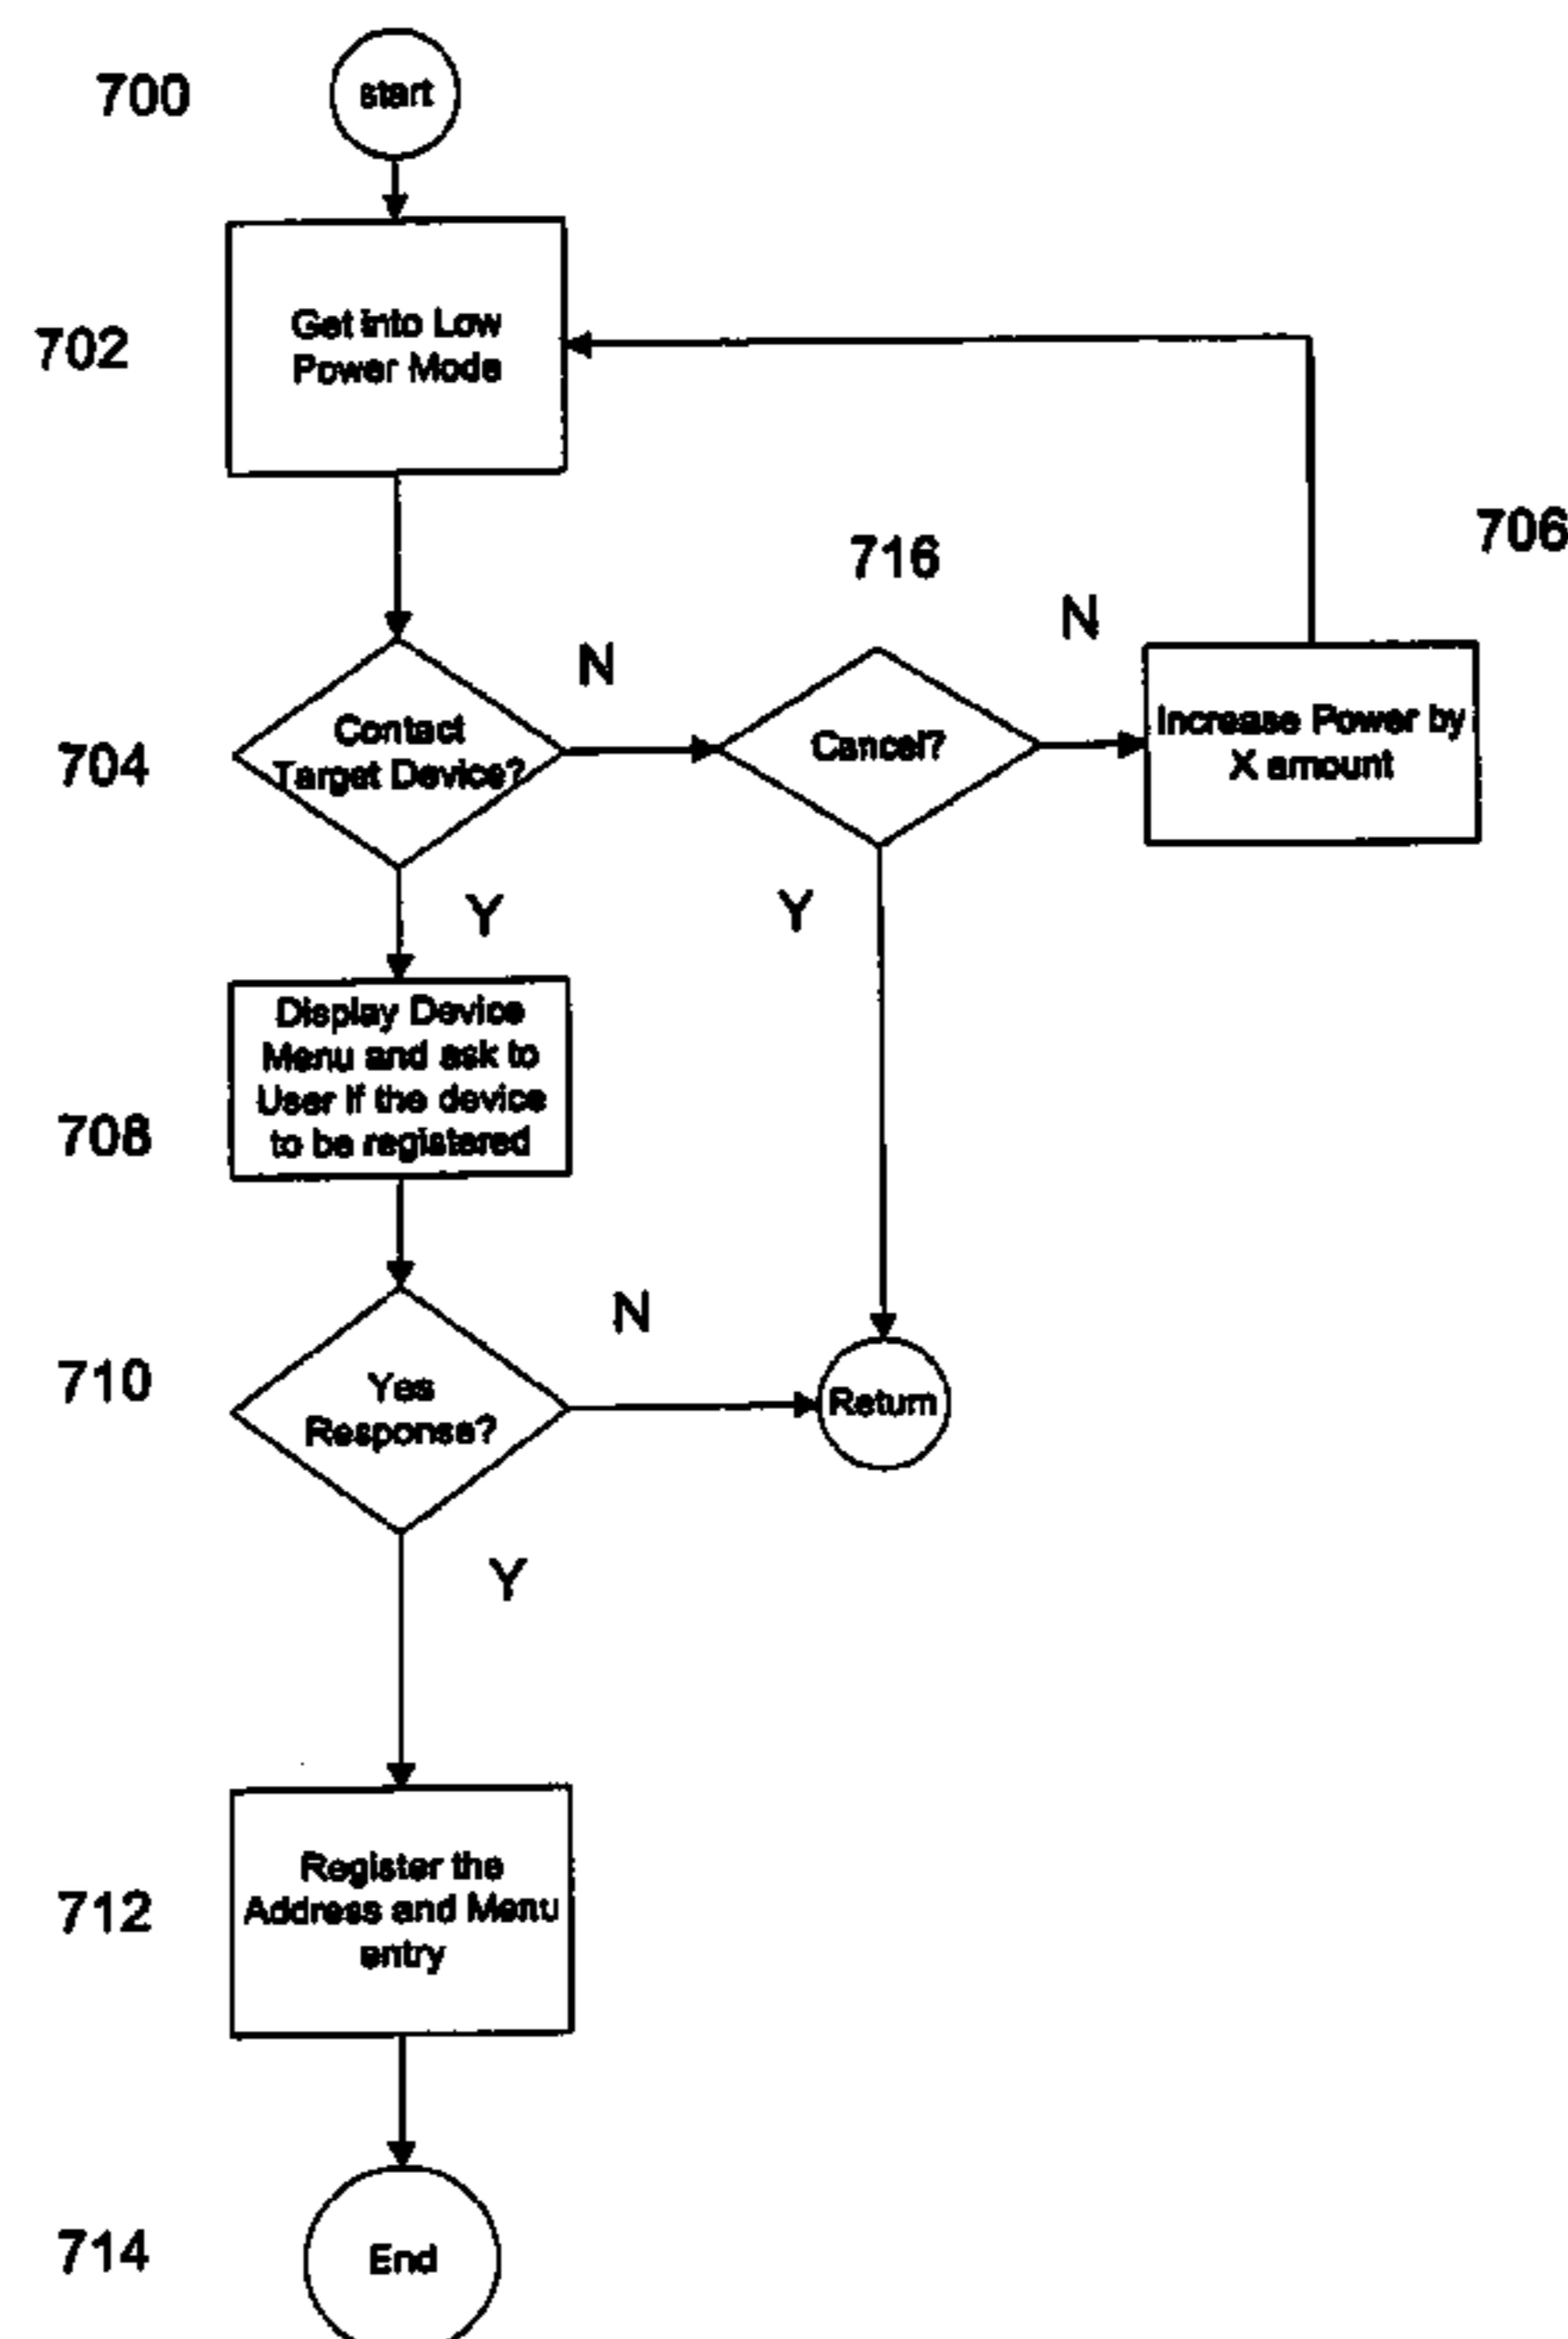 700
start
702
Get into Low
Power Mode
706
716
N
N
704
Contact
Target Device?
Cancel?
Increase Power by
X amount
Y
Y
Display Device
Menu and ask to
User if the device
to be registered
708
N
710
Yes
Response?
Return
Y
712
Register the
Address and Menu
entry
714
End